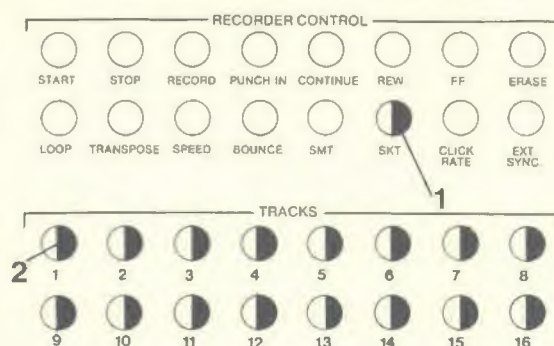 RECORDER CONTROL
START STOP RECORD PUNCH IN CONTINUE REW FF ERASE
LOOP TRANSPOSE SPEED BOUNCE SMT SKT CLICK RATE EXT SYNC.
1
TRACKS
2
1 2 3 4 5 6 7 8
9 10 11 12 13 14 15 16